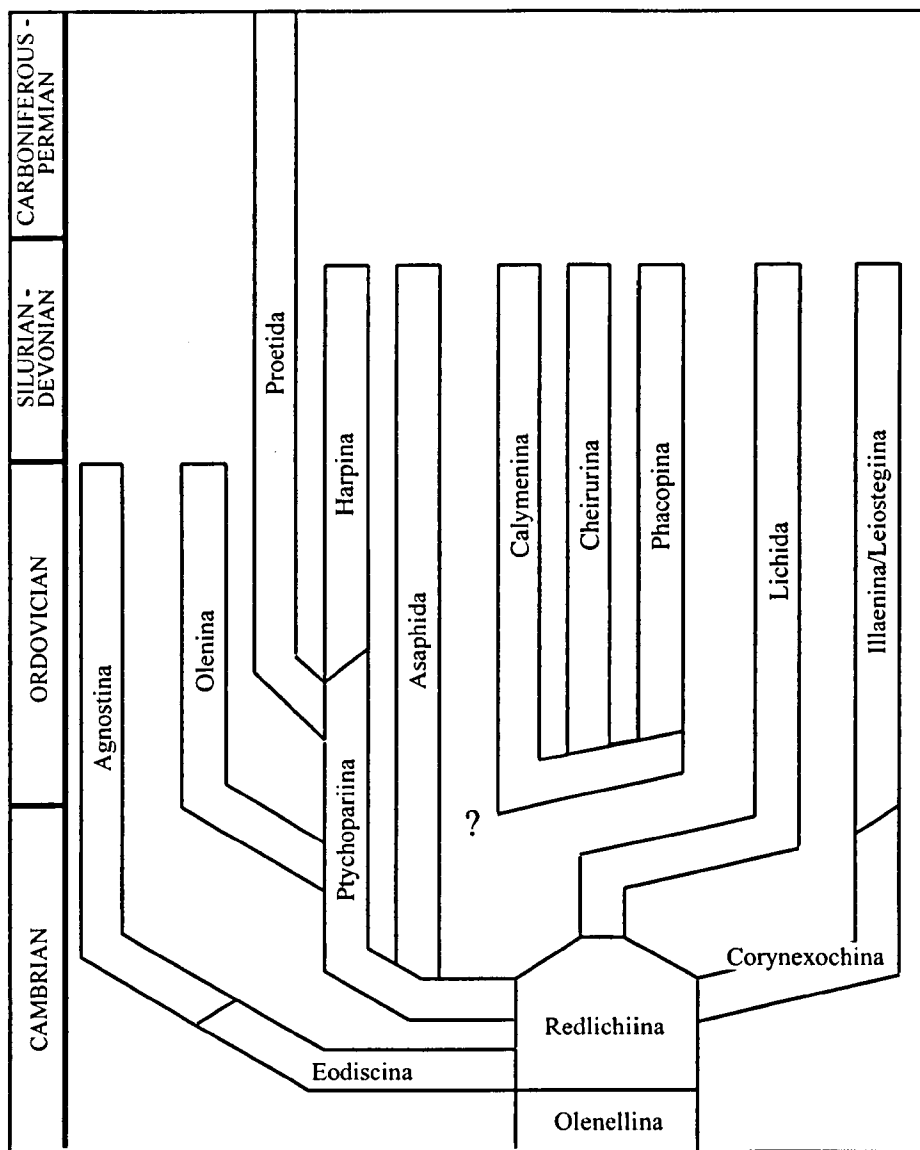 CARBONIFEROUS -
PERMIAN
SILURIAN -
DEVONIAN
ORDOVICIAN
CAMBRIAN
Agnostina
Olenina
Proetida
Harpina
Ptychopariina
Asaphida
Calymenina
Cheirurina
Phacopina
Lichida
Illaenina/Leiostegiina
?
Corynexochina
Redlichiina
Eodiscina
Olenellina